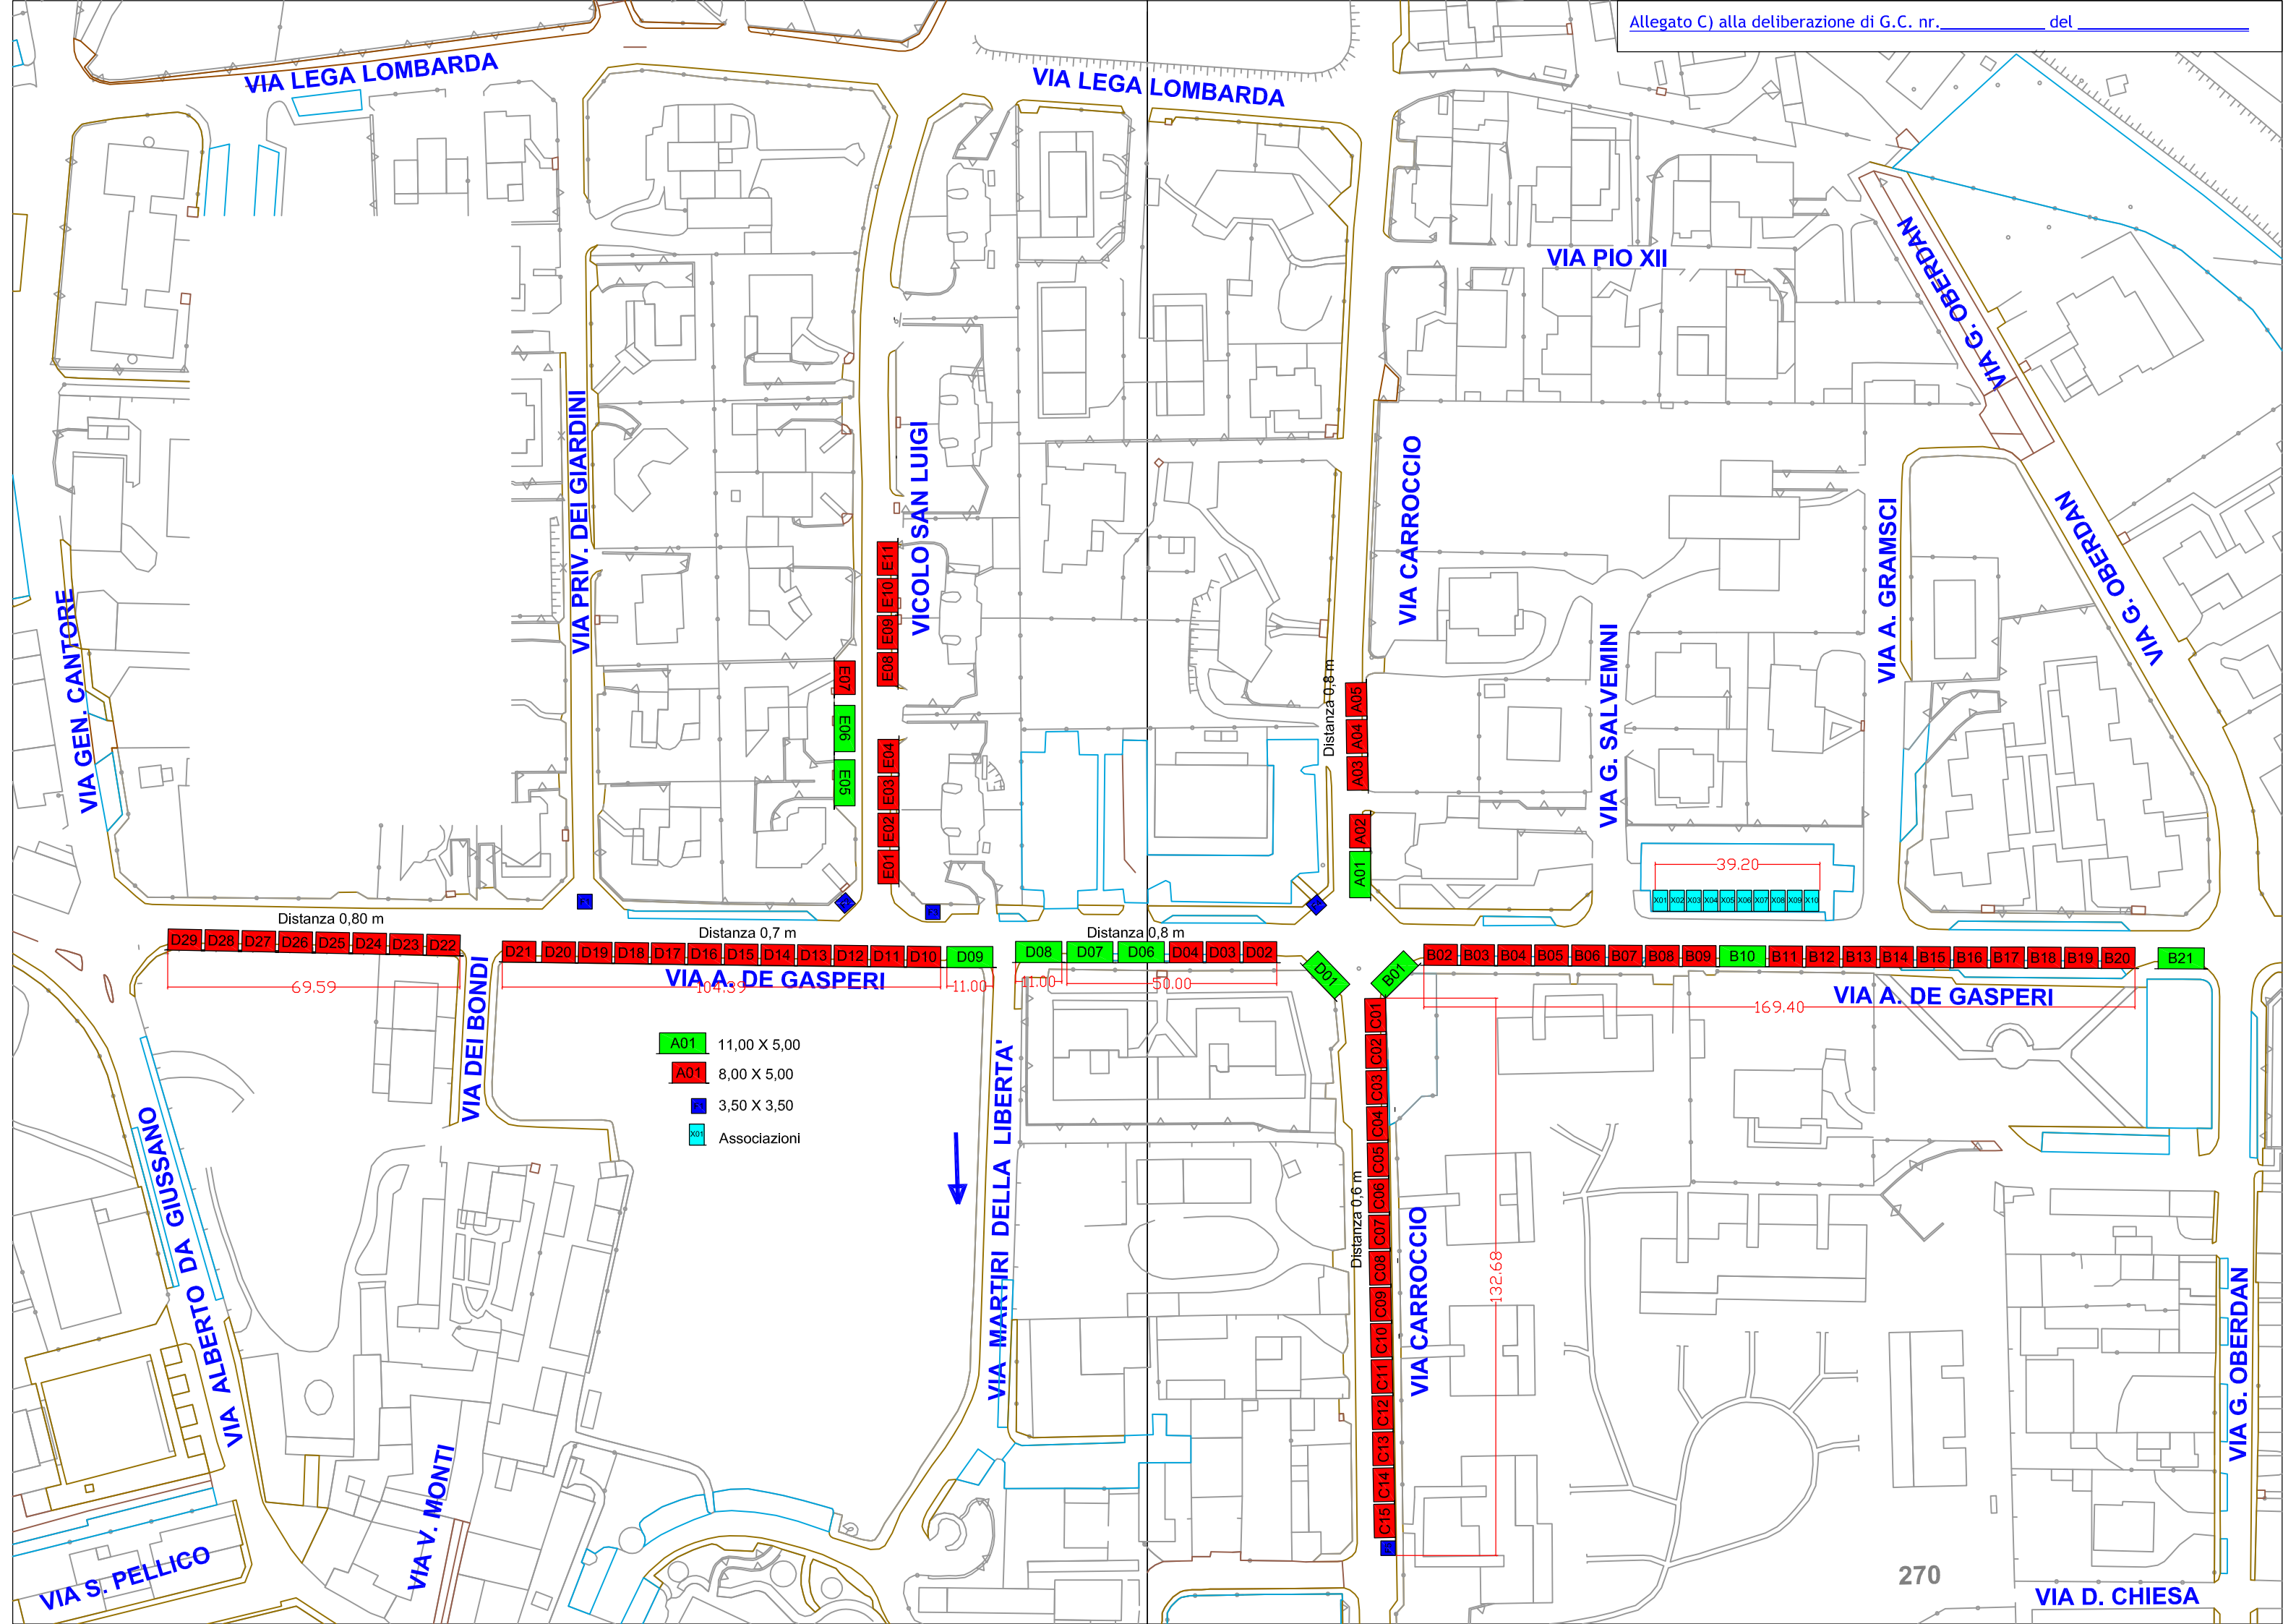 Allegato C) alla deliberazione di G.C. nr.____________ del ____________________
VIA LEGA LOMBARDA
VIA LEGA LOMBARDA
VIA PIO XII
VIA G. OBERDAN
VIA G. OBERDAN
VIA G. OBERDAN
VIA GEN. CANTORE
VIA PRIV. DEI GIARDINI
VICOLO SAN LUIGI
VIA CARROCCIO
VIA G. SALVEMINI
VIA A. GRAMSCI
E11
E10
E09
E08
E07
E06
E05
E04
E03
E02
E01
Distanza 0,8 m
A05
A04
A03
A02
A01
39.20
X01 X02 X03 X04 X05 X06 X07 X08 X09 X10
Distanza 0,80 m
Distanza 0,7 m
Distanza 0,8 m
D29 D28 D27 D26 D25 D24 D23 D22
D21 D20 D19 D18 D17 D16 D15 D14 D13 D12 D11 D10 D09
D08 D07 D06 D04 D03 D02
D01
B01
B02 B03 B04 B05 B06 B07 B08 B09 B10 B11 B12 B13 B14 B15 B16 B17 B18 B19 B20 B21
69.59
104.39
11.00
11.00
50.00
169.40
VIA A. DE GASPERI
VIA A. DE GASPERI
VIA DEI BONDI
A01 11,00 X 5,00
A01 8,00 X 5,00
3,50 X 3,50
X01 Associazioni
VIA ALBERTO DA GIUSSANO
VIA MARTIRI DELLA LIBERTA'
C01
C02
C03
C04
C05
C06
C07
C08
C09
C10
C11
C12
C13
C14
C15
Distanza 0,6 m
132.68
VIA CARROCCIO
VIA G. OBERDAN
VIA V. MONTI
VIA S. PELLICO
270
VIA D. CHIESA